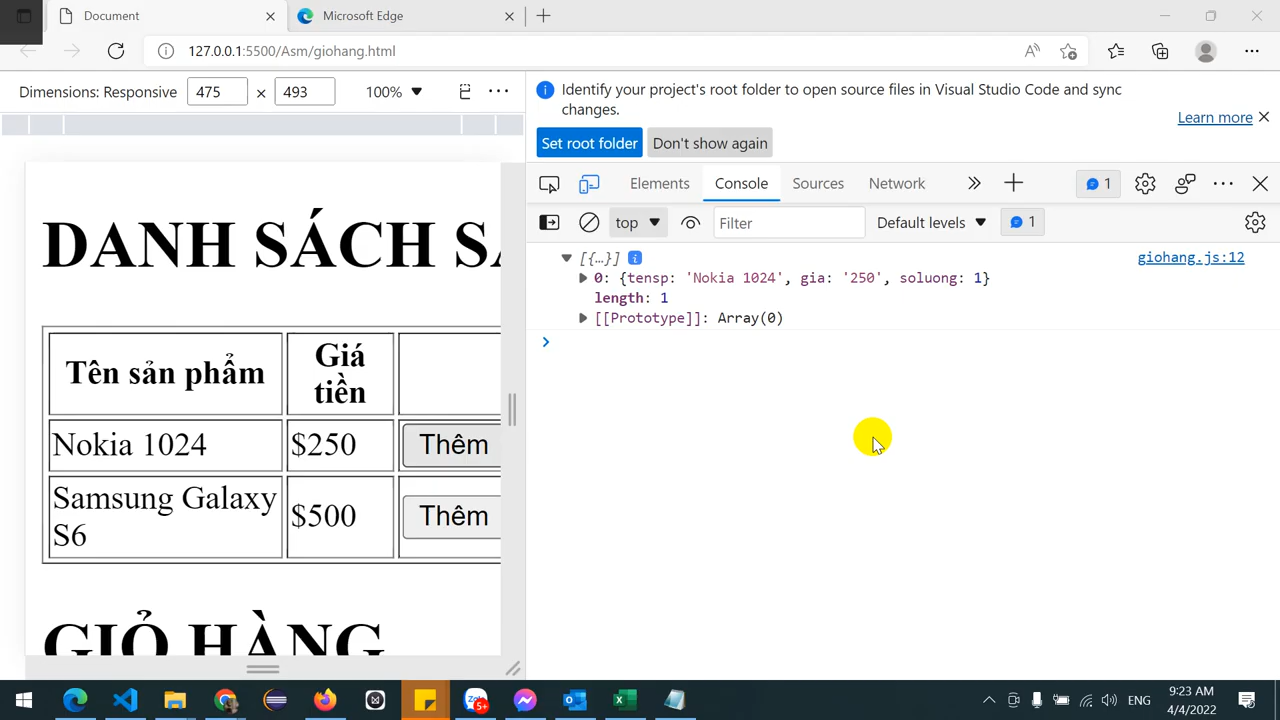 Document
Microsoft Edge
127.0.0.1:5500/Asm/giohang.html
Dimensions: Responsive 475 × 493 100%
Identify your project's root folder to open source files in Visual Studio Code and sync
changes.
Learn more
Set root folder Don't show again
Elements Console Sources Network 1
top Filter Default levels 1
[{…}] giohang.js:12
0: {tensp: 'Nokia 1024', gia: '250', soluong: 1}
length: 1
[[Prototype]]: Array(0)
DANH SÁCH SẢ
Tên sản phẩm Giá
tiền
Nokia 1024 $250 Thêm
Samsung Galaxy
S6 $500 Thêm
GIỎ HÀNG
5+
ENG
9:23 AM
4/4/2022